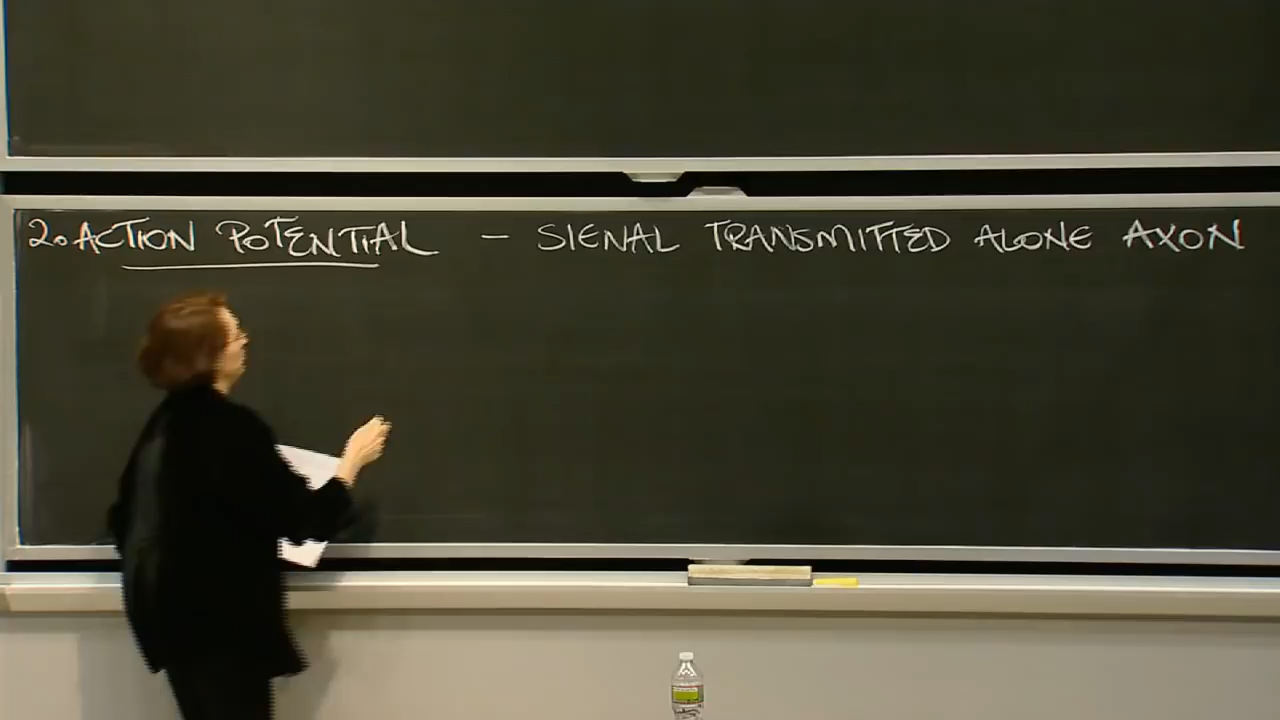 2. ACTION POTENTIAL – SIGNAL TRANSMITTED ALONG AXON